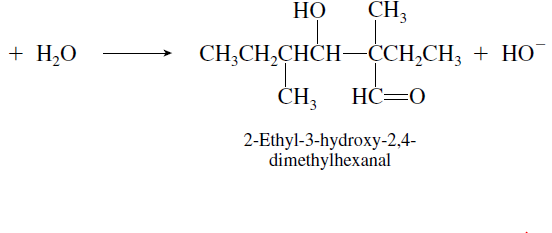 HO CH₃
+ H₂O ⟶ CH₃CH₂CHCH—CCH₂CH₃ + HO⁻
CH₃ HC=O
2-Ethyl-3-hydroxy-2,4-
dimethylhexanal